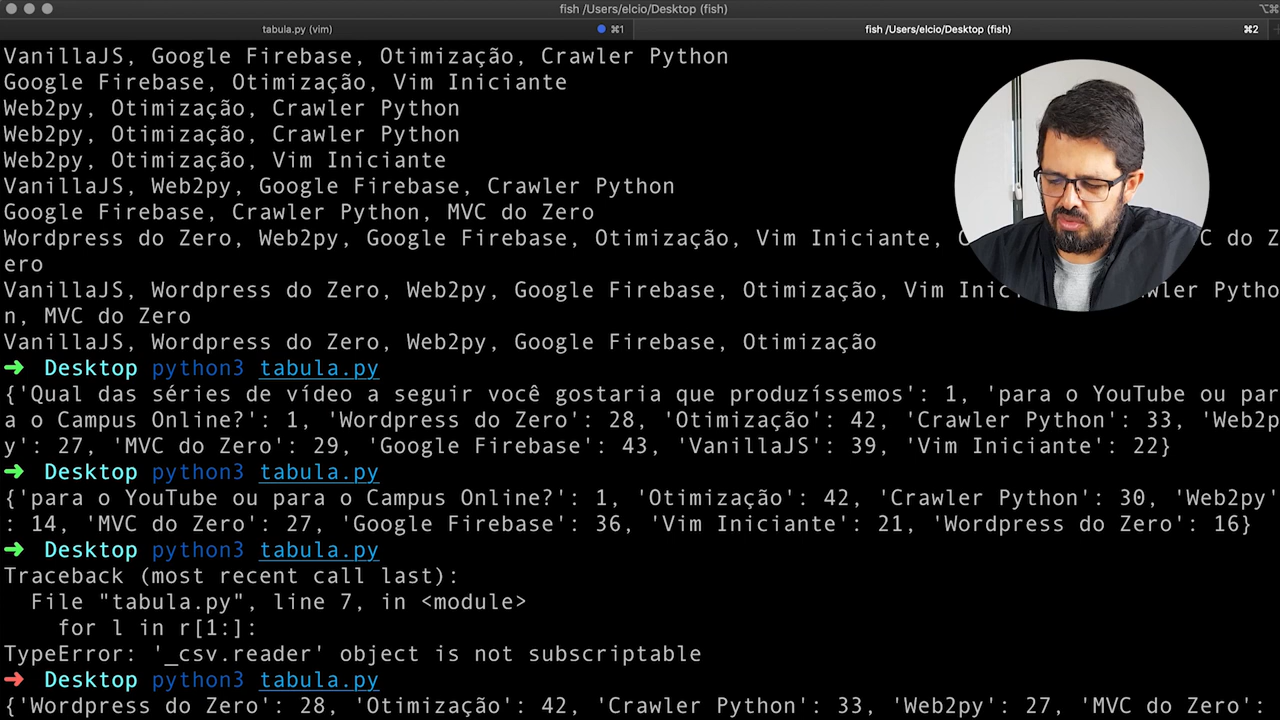 fish /Users/elcio/Desktop (fish)
tabula.py (vim) ⌘1 fish /Users/elcio/Desktop (fish) ⌘2
VanillaJS, Google Firebase, Otimização, Crawler Python
Google Firebase, Otimização, Vim Iniciante
Web2py, Otimização, Crawler Python
Web2py, Otimização, Crawler Python
Web2py, Otimização, Vim Iniciante
VanillaJS, Web2py, Google Firebase, Crawler Python
Google Firebase, Crawler Python, MVC do Zero
Wordpress do Zero, Web2py, Google Firebase, Otimização, Vim Iniciante, C do Z
ero
VanillaJS, Wordpress do Zero, Web2py, Google Firebase, Otimização, Vim Pytho
n, MVC do Zero
VanillaJS, Wordpress do Zero, Web2py, Google Firebase, Otimização
➜ Desktop python3 tabula.py
{'Qual das séries de vídeo a seguir você gostaria que produzíssemos': 1, 'para o YouTube ou par
a o Campus Online?': 1, 'Wordpress do Zero': 28, 'Otimização': 42, 'Crawler Python': 33, 'Web2p
y': 27, 'MVC do Zero': 29, 'Google Firebase': 43, 'VanillaJS': 39, 'Vim Iniciante': 22}
➜ Desktop python3 tabula.py
{'para o YouTube ou para o Campus Online?': 1, 'Otimização': 42, 'Crawler Python': 30, 'Web2py'
: 14, 'MVC do Zero': 27, 'Google Firebase': 36, 'Vim Iniciante': 21, 'Wordpress do Zero': 16}
➜ Desktop python3 tabula.py
Traceback (most recent call last):
File "tabula.py", line 7, in <module>
for l in r[1:]:
TypeError: '_csv.reader' object is not subscriptable
➜ Desktop python3 tabula.py
{'Wordpress do Zero': 28, 'Otimização': 42, 'Crawler Python': 33, 'Web2py': 27, 'MVC do Zero':